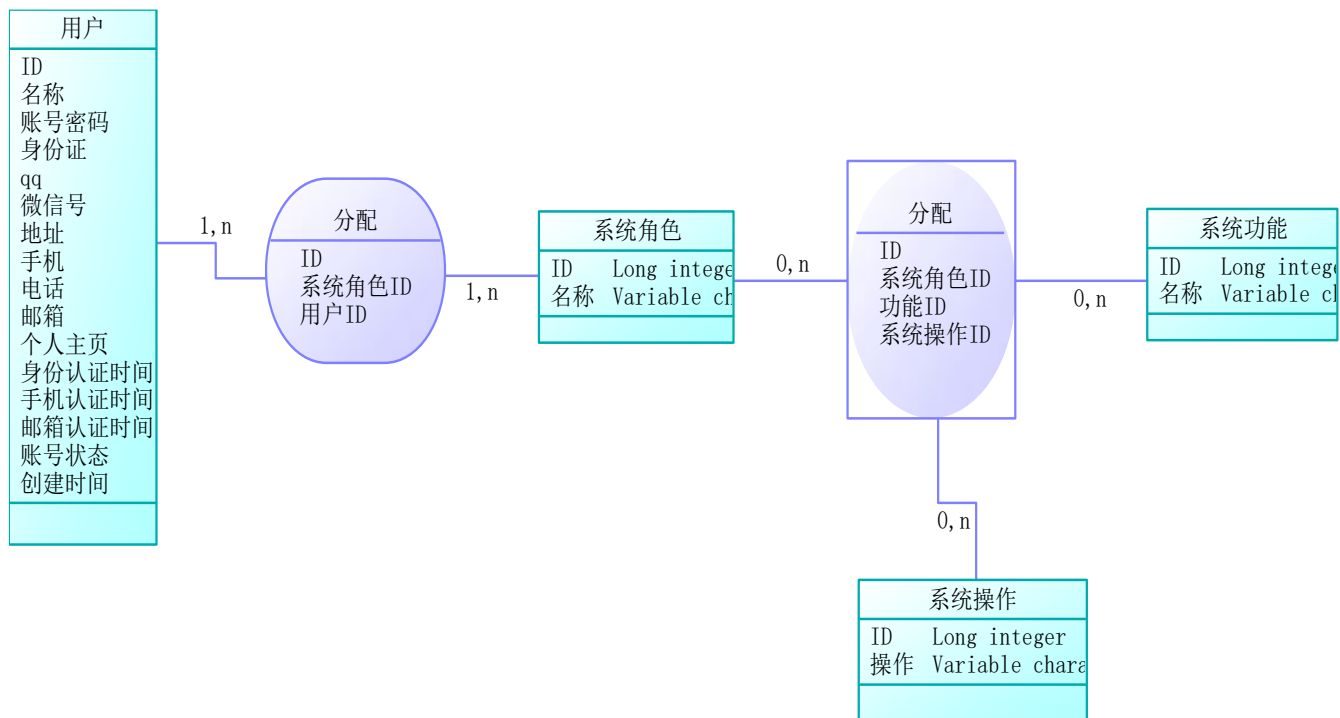 用户
ID
名称
账号密码
身份证
qq
微信号
地址
手机
电话
邮箱
个人主页
身份认证时间
手机认证时间
邮箱认证时间
账号状态
创建时间
1,n
分配
ID
系统角色ID
用户ID
1,n
系统角色
ID Long intege
名称 Variable ch
0,n
分配
ID
系统角色ID
功能ID
系统操作ID
0,n
系统功能
ID Long intege
名称 Variable ch
0,n
系统操作
ID Long integer
操作 Variable chara